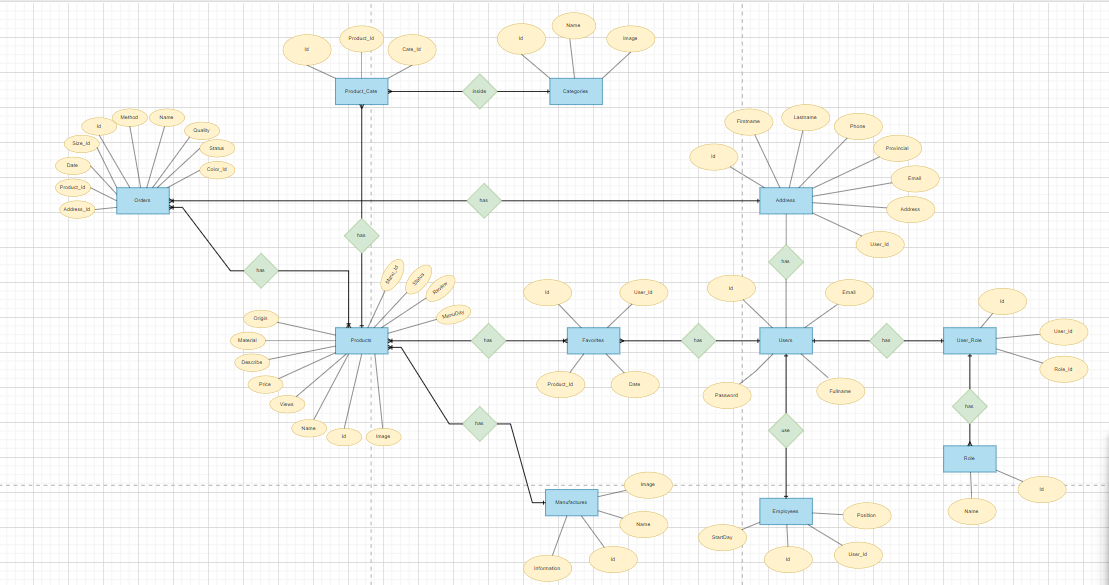 Name
Id
Product_Id
Cate_Id
Id
Image
Product_Cate
inside
Categories
Method
Name
Id
Quality
Size_Id
Status
Date
Color_Id
Product_Id
Address_Id
Orders
has
Firstname
Lastname
Phone
Provincial
Id
Email
Address
User_Id
Address
has
has
has
Status
Review
MenuDay
Origin
Material
Describe
Price
Views
Name
Id
Image
Products
has
Id
User_Id
Favorites
Product_Id
Date
has
Id
Email
Users
Password
Fullname
has
Id
User_Id
Role_Id
User_Role
has
has
use
Role
Id
Name
Manufactures
Image
Name
Id
Information
Employees
Position
StartDay
Id
User_Id